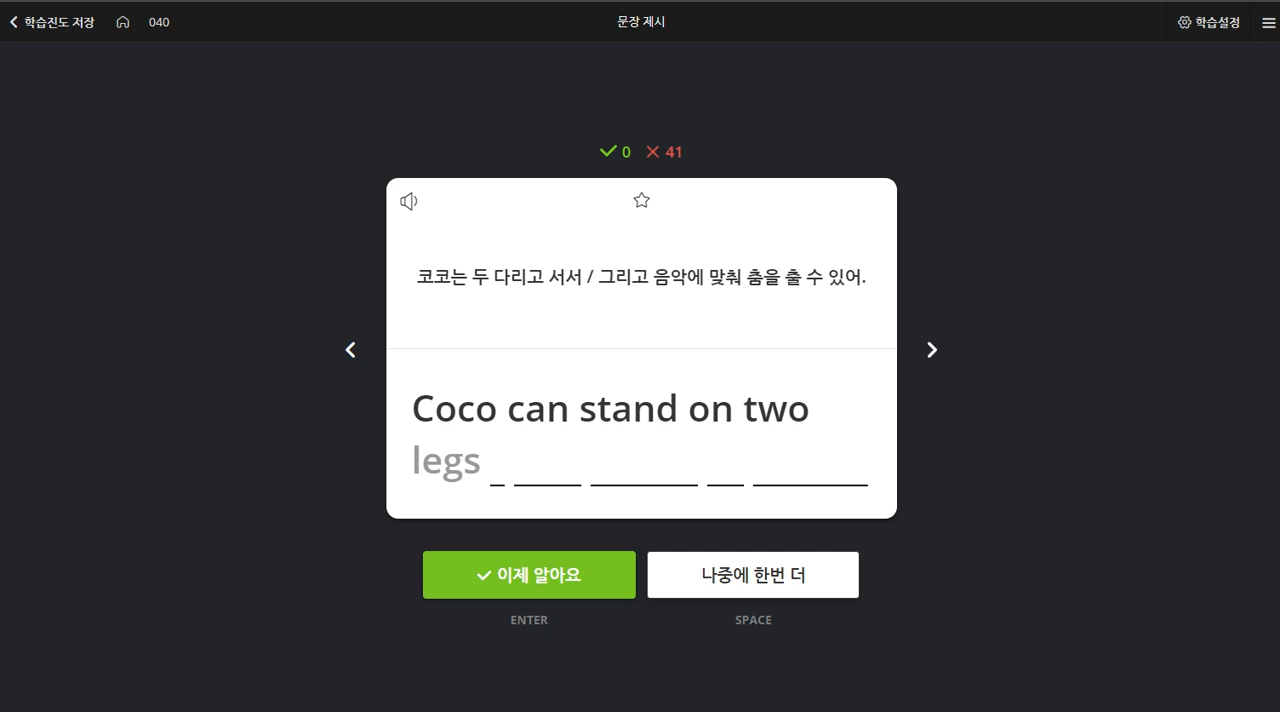 학습진도 저장
040
문장 제시
학습설정
0
41
코코는 두 다리고 서서 / 그리고 음악에 맞춰 춤을 출 수 있어.
Coco can stand on two
legs
이제 알아요
나중에 한번 더
ENTER
SPACE